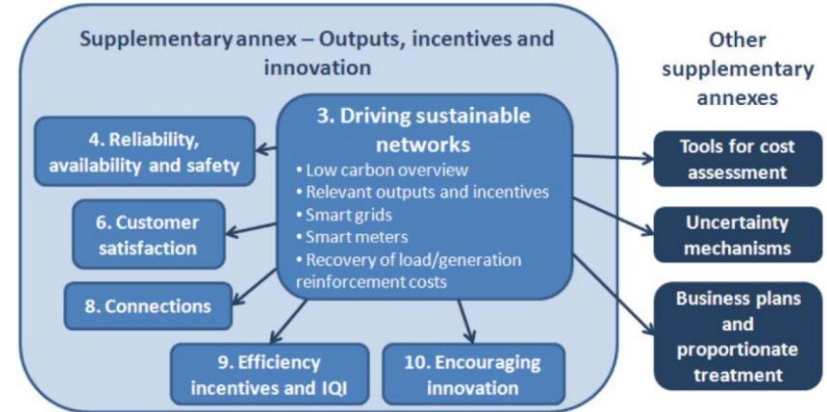 Supplementary annex – Outputs, incentives and
innovation
Other
supplementary
annexes
3. Driving sustainable
networks
• Low carbon overview
• Relevant outputs and incentives
• Smart grids
• Smart meters
• Recovery of load/generation
reinforcement costs
4. Reliability,
availability and safety
6. Customer
satisfaction
8. Connections
9. Efficiency
incentives and IQI
10. Encouraging
innovation
Tools for cost
assessment
Uncertainty
mechanisms
Business plans
and
proportionate
treatment